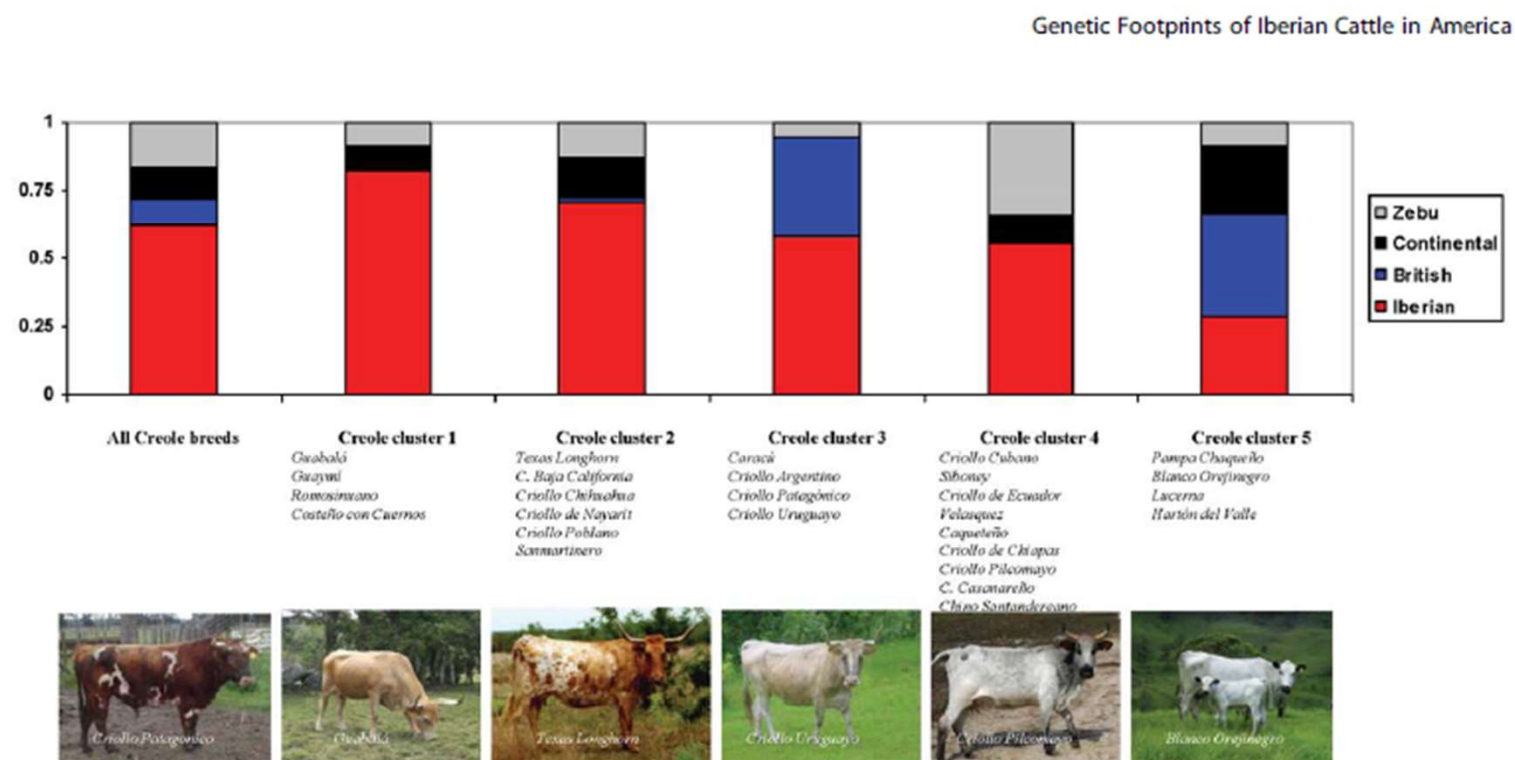 Genetic Footprints of Iberian Cattle in America
1
0.75
0.5
0.25
0
Zebu
Continental
British
Iberian
All Creole breeds
Creole cluster 1
Guabalá
Guaymí
Romosinuano
Costeño con Cuernos
Creole cluster 2
Texas Longhorn
C. Baja California
Criollo Chihuahua
Criollo de Nayarit
Criollo Poblano
Sanmartinero
Creole cluster 3
Caracú
Criollo Argentino
Criollo Patagónico
Criollo Uruguayo
Creole cluster 4
Criollo Cubano
Siboney
Criollo de Ecuador
Velasquez
Caqueteño
Criollo de Chiapas
Criollo Pilcomayo
C. Casanareño
Chino Santandereano
Creole cluster 5
Pampa Chaqueño
Blanco Orejinegro
Lucerna
Hartón del Valle
Criollo Patagonico
Guabalá
Texas Longhorn
Criollo Uruguayo
Criollo Pilcomayo
Blanco Orejinegro